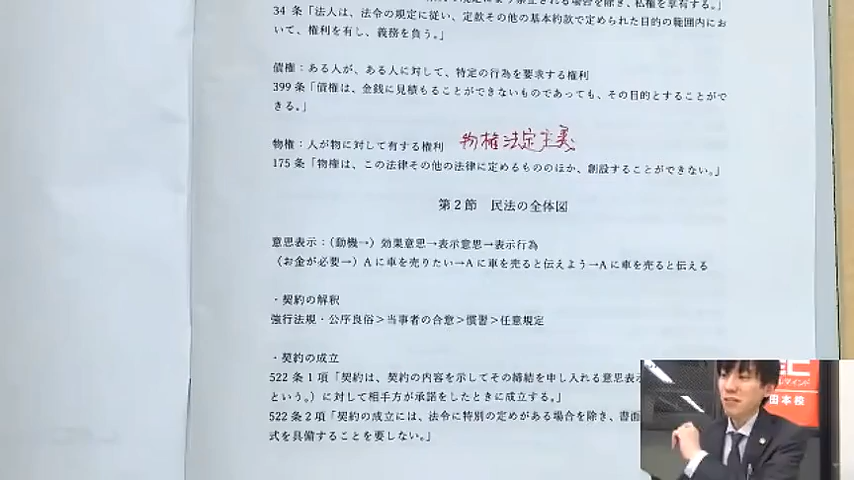 34 条「法人は、法令の規定に従い、定款その他の基本約款で定められた目的の範囲内にお
いて、権利を有し、義務を負う。」
債権：ある人が、ある人に対して、特定の行為を要求する権利
399 条「債権は、金銭に見積もることができないものであっても、その目的とすることがで
きる。」
物権：人が物に対して有する権利 物権法定主義
175 条「物権は、この法律その他の法律に定めるもののほか、創設することができない。」
第２節　民法の全体図
意思表示：（動機→）効果意思→表示意思→表示行為
（お金が必要→）A に車を売りたい→A に車を売ると伝えよう→A に車を売ると伝える
・契約の解釈
強行法規・公序良俗＞当事者の合意＞慣習＞任意規定
・契約の成立
522 条 1 項「契約は、契約の内容を示してその締結を申し入れる意思表示
という。）に対して相手方が承諾をしたときに成立する。」
522 条 2 項「契約の成立には、法令に特別の定めがある場合を除き、書面
式を具備することを要しない。」
田本校